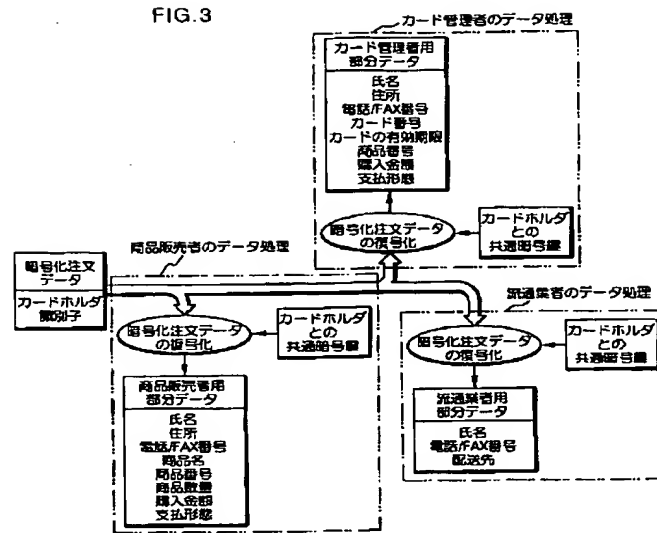 FIG.3
カード管理者のデータ処理
カード管理者用
部分データ
氏名
住所
電話/FAX番号
カード番号
カードの有効期限
商品番号
購入金額
支払形態
暗号化注文データ
の復号化
カードホルダ
との
共通暗号鍵
商品販売者のデータ処理
暗号化注文
データ
カードホルダ
識別子
暗号化注文データ
の復号化
カードホルダ
との
共通暗号鍵
商品販売者用
部分データ
氏名
住所
電話/FAX番号
商品名
商品番号
商品数量
購入金額
支払形態
流通業者のデータ処理
暗号化注文データ
の復号化
カードホルダ
との
共通暗号鍵
流通業者用
部分データ
氏名
電話/FAX番号
配送先